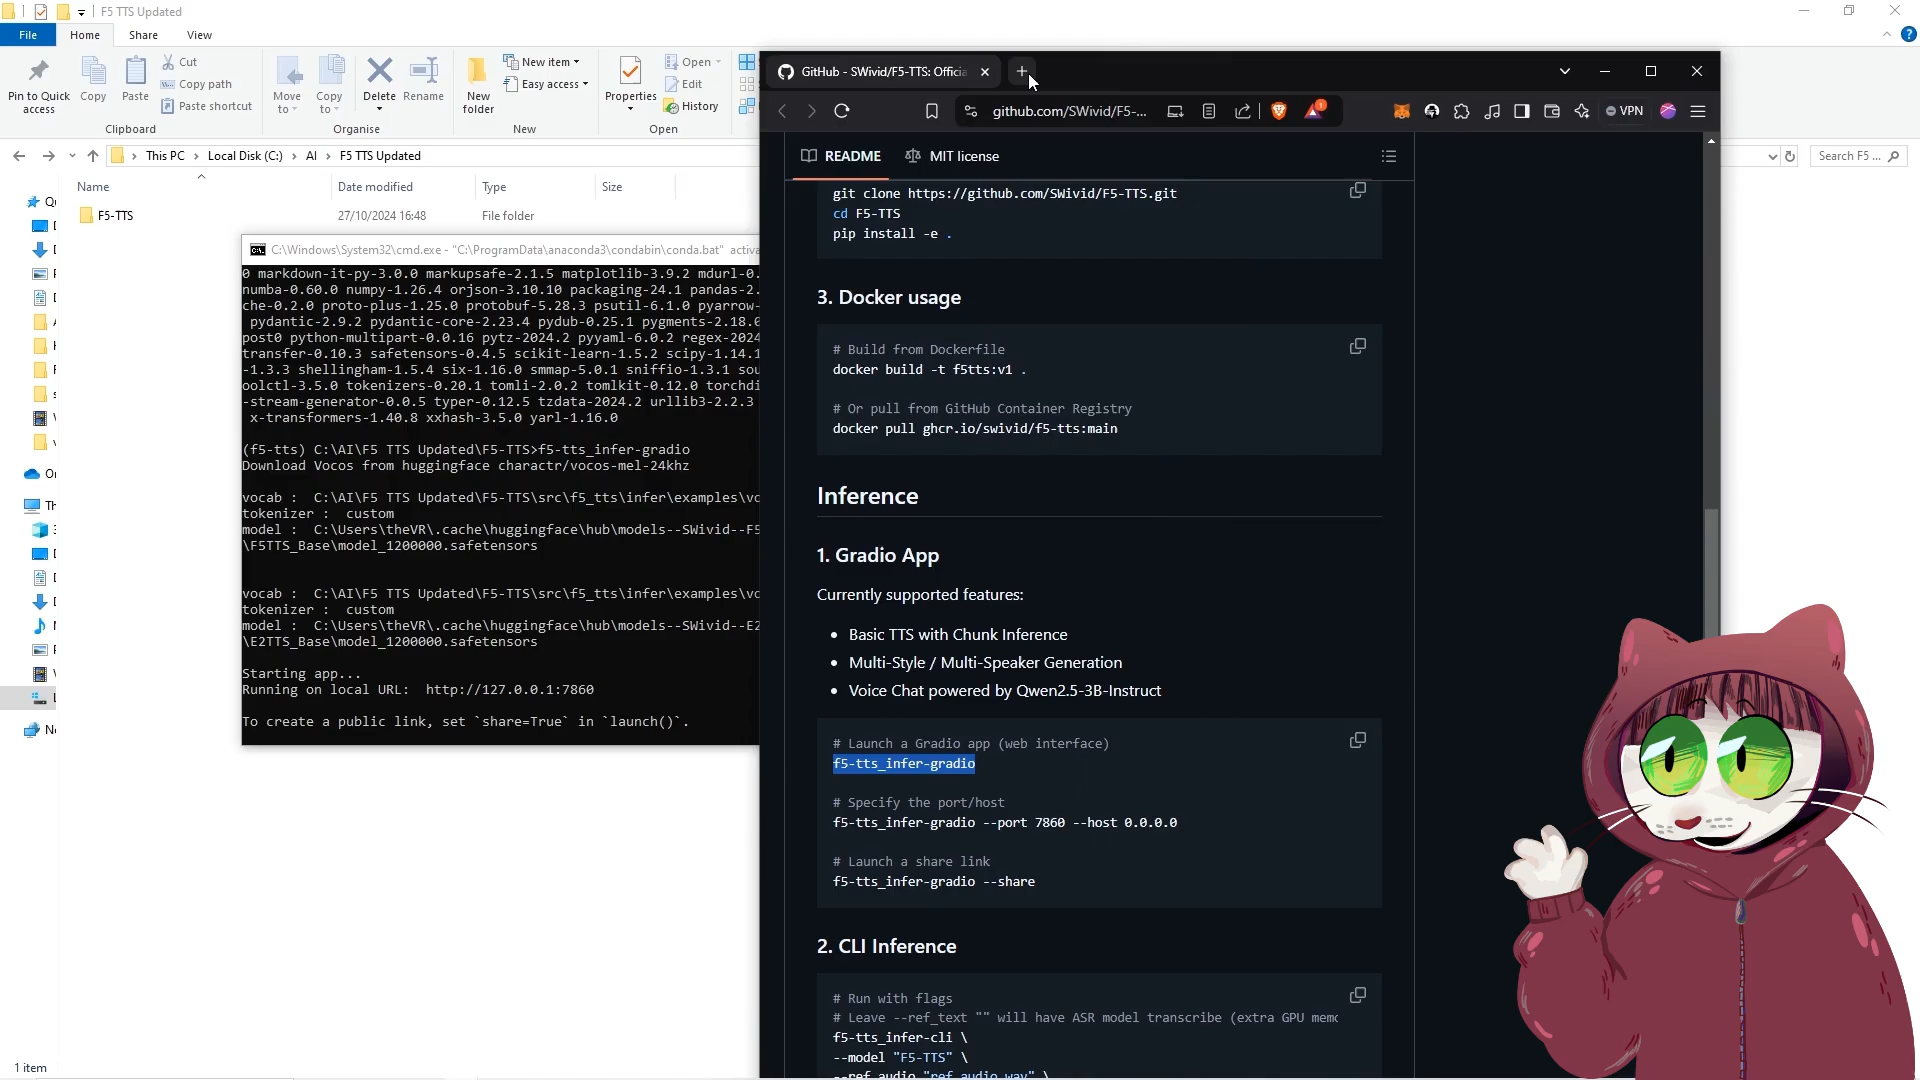 F5 TTS Updated
File
Home
Share
View
Pin to Quick access
Copy
Paste
Cut
Copy path
Paste shortcut
Clipboard
Move to
Copy to
Delete
Rename
Organise
New folder
New item
Easy access
New
Properties
Open
Edit
History
Open
This PC > Local Disk (C:) > AI > F5 TTS Updated
Search F5 ...
Name
Date modified
Type
Size
F5-TTS
27/10/2024 16:48
File folder
1 item
C:\Windows\System32\cmd.exe - "C:\ProgramData\anaconda3\condabin\conda.bat" activa
0 markdown-it-py-3.0.0 markupsafe-2.1.5 matplotlib-3.9.2 mdurl-0.
numba-0.60.0 numpy-1.26.4 orjson-3.10.10 packaging-24.1 pandas-2.
che-0.2.0 proto-plus-1.25.0 protobuf-5.28.3 psutil-6.1.0 pyarrow-
pydantic-2.9.2 pydantic-core-2.23.4 pydub-0.25.1 pygments-2.18.0
post0 python-multipart-0.0.16 pytz-2024.2 pyyaml-6.0.2 regex-2024
transfer-0.10.3 safetensors-0.4.5 scikit-learn-1.5.2 scipy-1.14.1
-1.3.3 shellingham-1.5.4 six-1.16.0 smmap-5.0.1 sniffio-1.3.1 sou
oolctl-3.5.0 tokenizers-0.20.1 tomli-2.0.2 tomlkit-0.12.0 torchdi
-stream-generator-0.0.5 typer-0.12.5 tzdata-2024.2 urllib3-2.2.3
x-transformers-1.40.8 xxhash-3.5.0 yarl-1.16.0
(f5-tts) C:\AI\F5 TTS Updated\F5-TTS>f5-tts_infer-gradio
Download Vocos from huggingface charactr/vocos-mel-24khz
vocab : C:\AI\F5 TTS Updated\F5-TTS\src\f5_tts\infer\examples\vo
tokenizer : custom
model : C:\Users\theVR\.cache\huggingface\hub\models--SWivid--F5
\F5TTS_Base\model_1200000.safetensors
vocab : C:\AI\F5 TTS Updated\F5-TTS\src\f5_tts\infer\examples\vo
tokenizer : custom
model : C:\Users\theVR\.cache\huggingface\hub\models--SWivid--E2
\E2TTS_Base\model_1200000.safetensors
Starting app...
Running on local URL: http://127.0.0.1:7860
To create a public link, set `share=True` in `launch()`.
GitHub - SWivid/F5-TTS: Officia
github.com/SWivid/F5-...
1
VPN
README
MIT license
git clone https://github.com/SWivid/F5-TTS.git
cd F5-TTS
pip install -e .
3. Docker usage
# Build from Dockerfile
docker build -t f5tts:v1 .
# Or pull from GitHub Container Registry
docker pull ghcr.io/swivid/f5-tts:main
Inference
1. Gradio App
Currently supported features:
• Basic TTS with Chunk Inference
• Multi-Style / Multi-Speaker Generation
• Voice Chat powered by Qwen2.5-3B-Instruct
# Launch a Gradio app (web interface)
f5-tts_infer-gradio
# Specify the port/host
f5-tts_infer-gradio --port 7860 --host 0.0.0.0
# Launch a share link
f5-tts_infer-gradio --share
2. CLI Inference
# Run with flags
# Leave --ref_text "" will have ASR model transcribe (extra GPU memo
f5-tts_infer-cli \
--model "F5-TTS" \
--ref_audio "ref_audio.wav" \